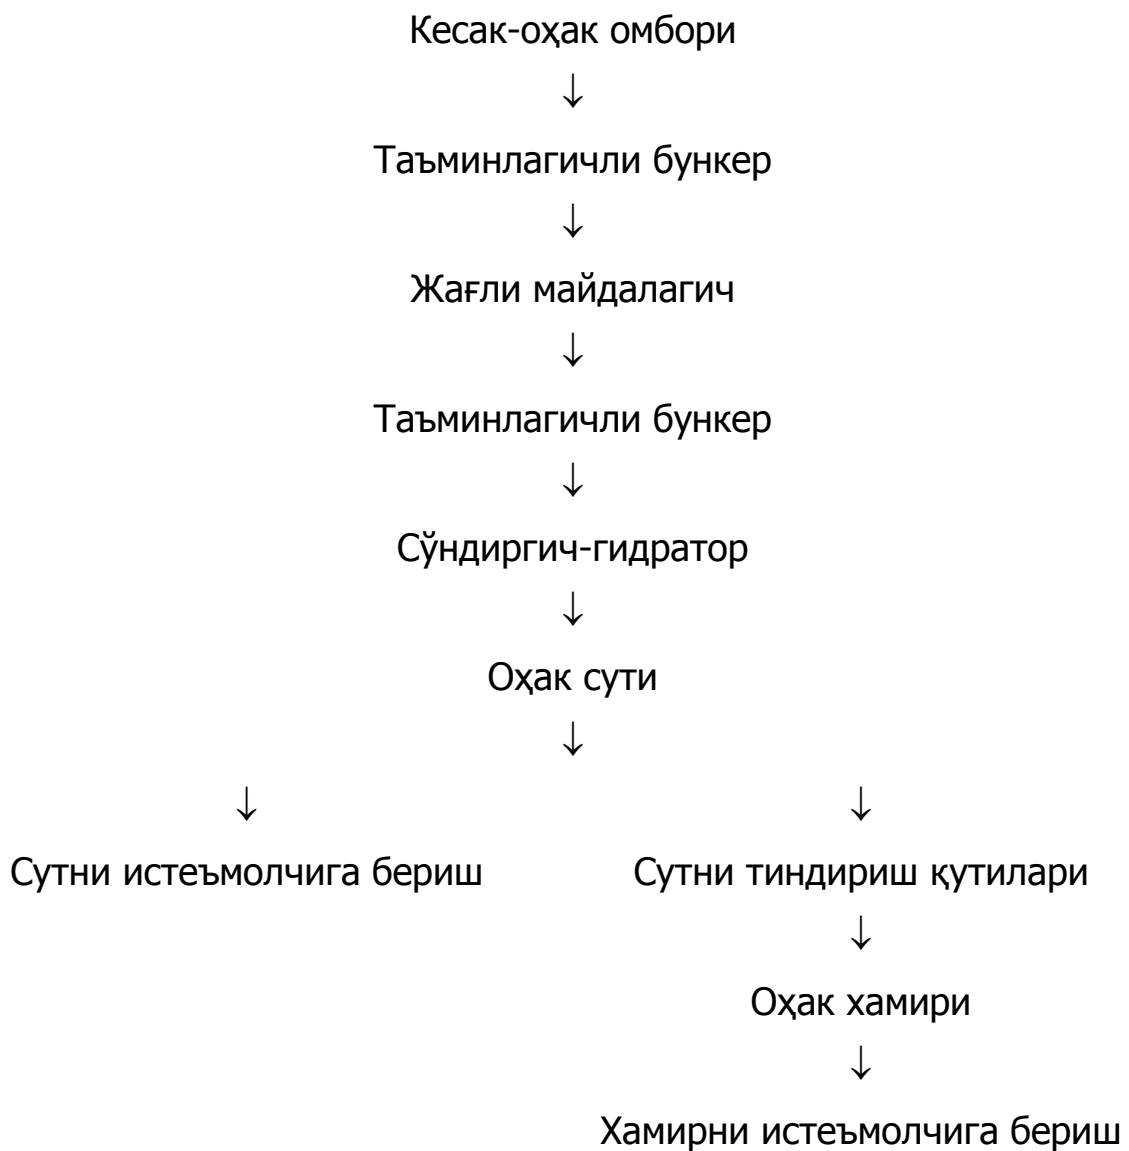 Кесак-оҳак омбори
↓
Таъминлагичли бункер
↓
Жағли майдалагич
↓
Таъминлагичли бункер
↓
Сўндиргич-гидратор
↓
Оҳак сути
↓
↓ ↓
Сутни истеъмолчига бериш Сутни тиндириш қутилари
↓
Оҳак хамири
↓
Хамирни истеъмолчига бериш